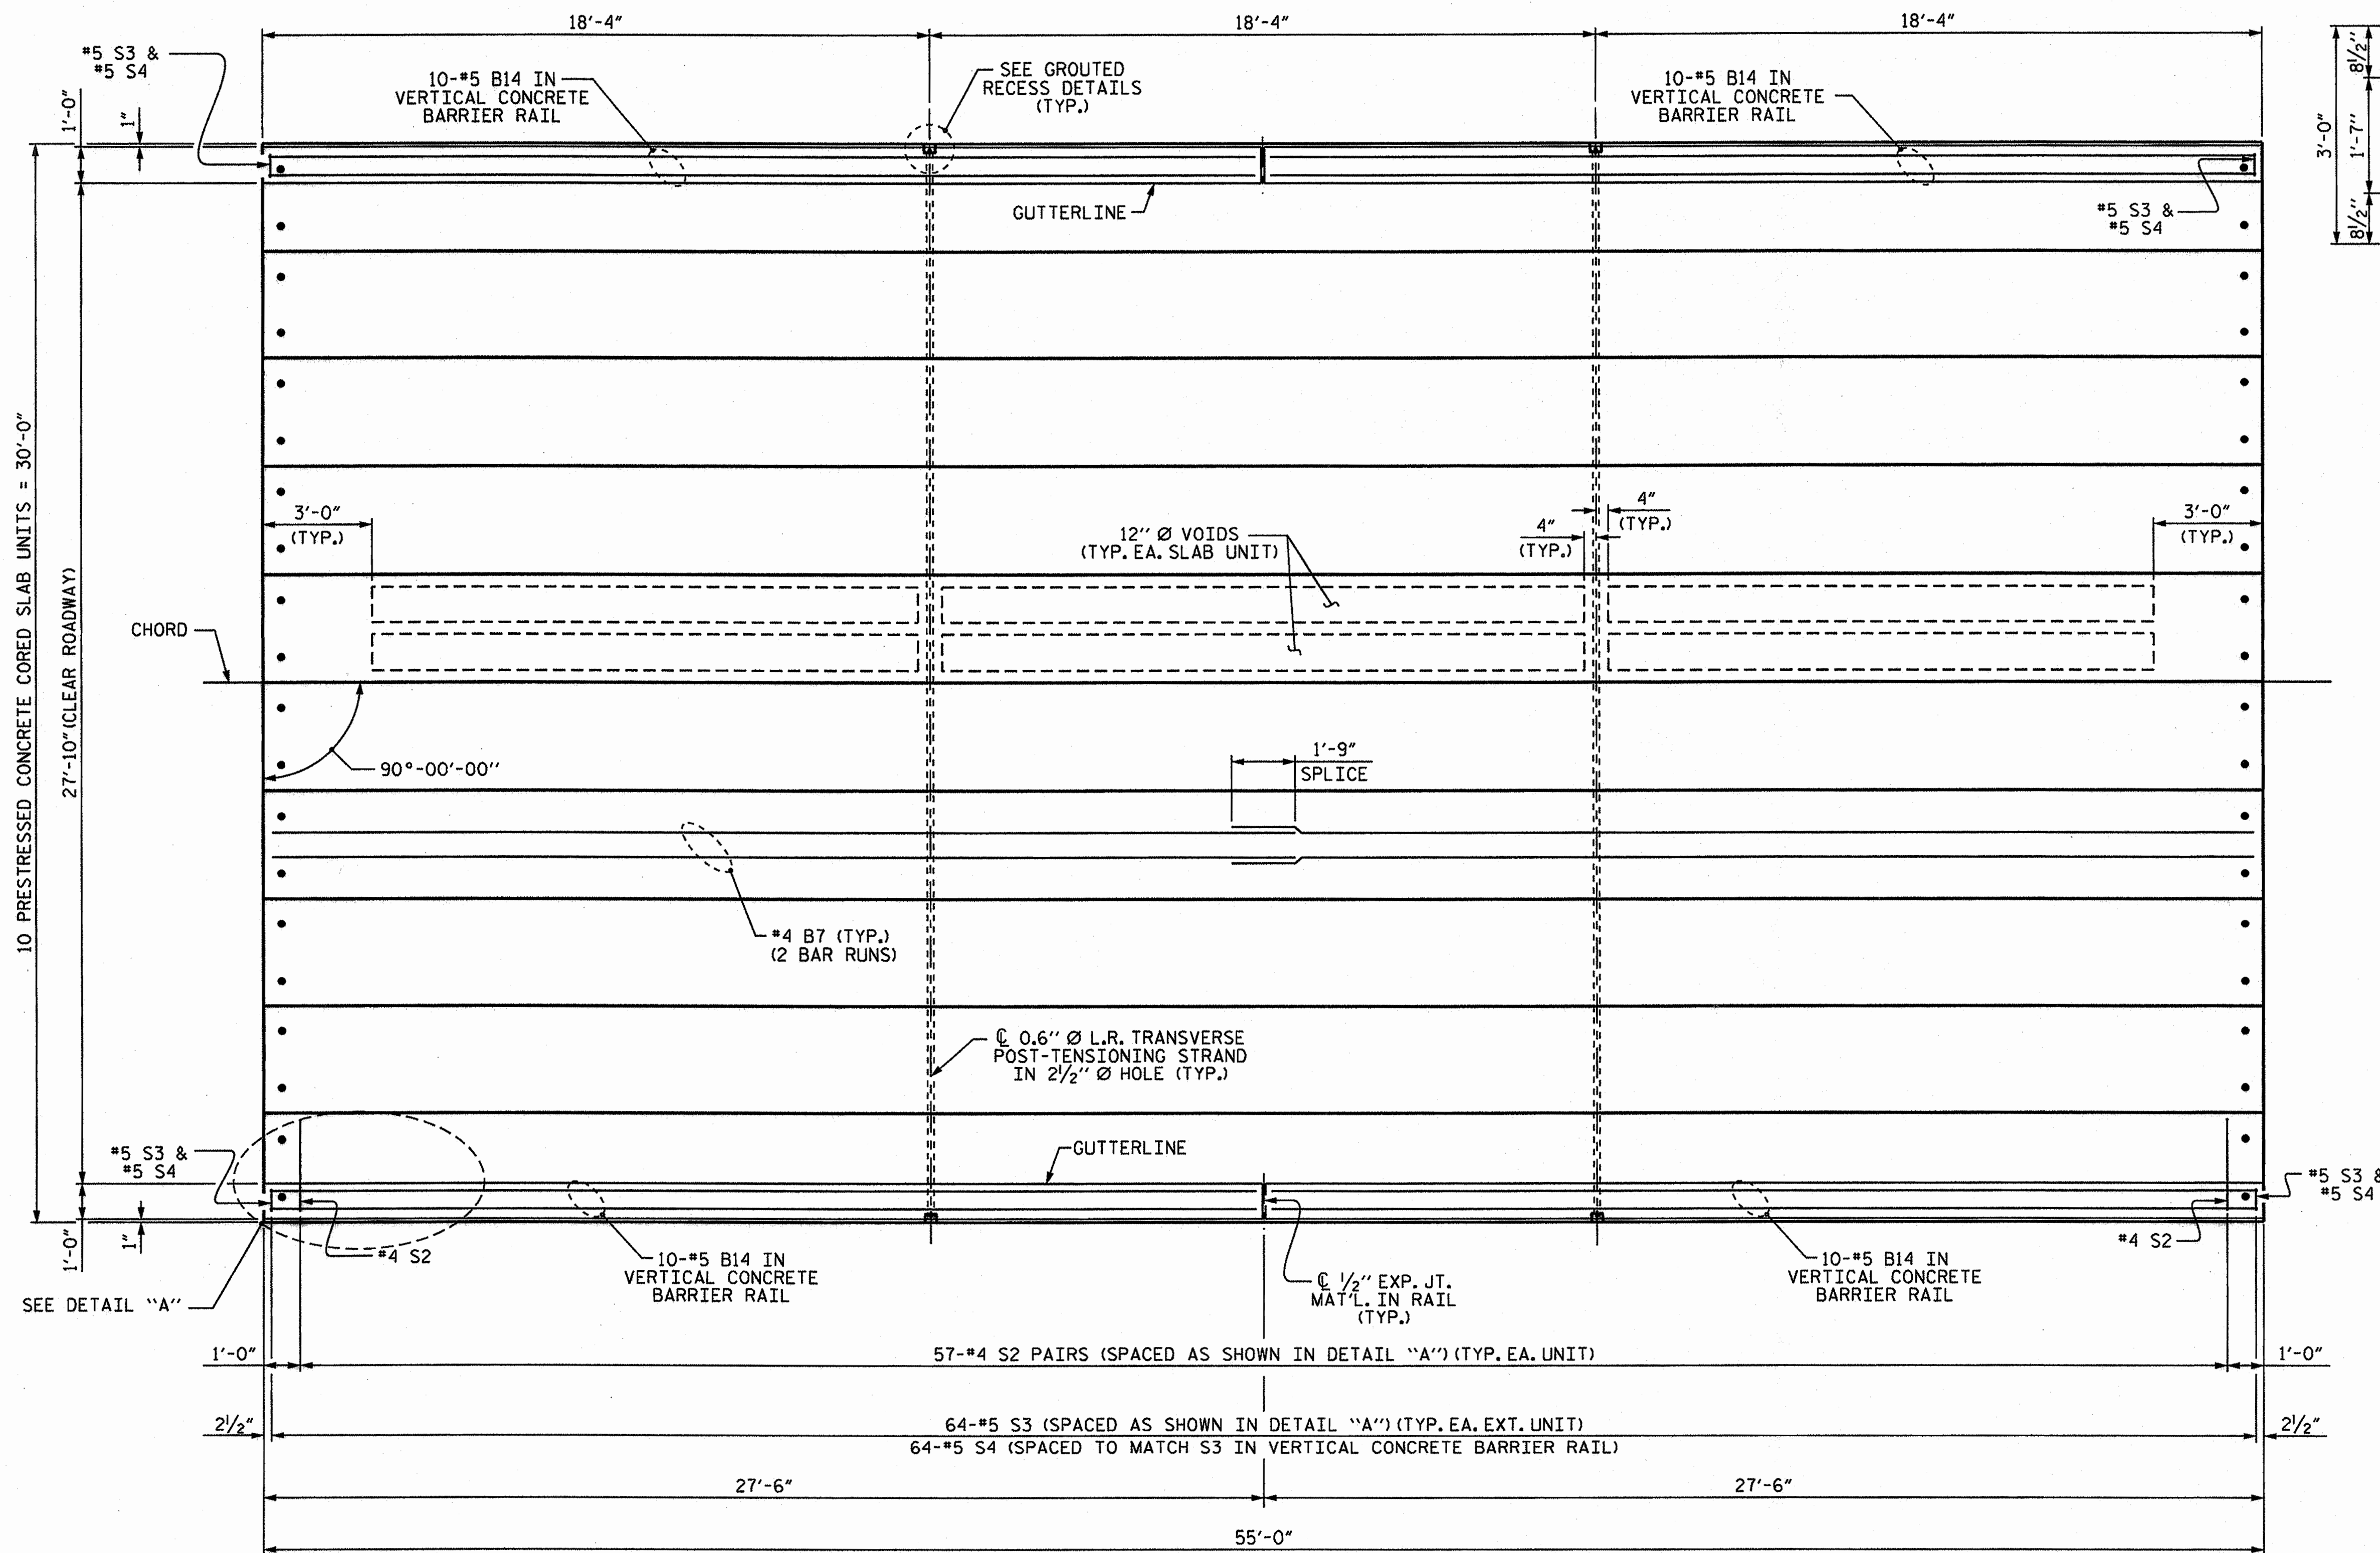 18'-4"
18'-4"
18'-4"
#5 S3 &
#5 S4
10-#5 B14 IN
VERTICAL CONCRETE
BARRIER RAIL
SEE GROUTED
RECESS DETAILS
(TYP.)
10-#5 B14 IN
VERTICAL CONCRETE
BARRIER RAIL
8½"
1'-7"
8½"
3'-0"
1'-0"
1"
GUTTERLINE
#5 S3 &
#5 S4
10 PRESTRESSED CONCRETE CORED SLAB UNITS = 30'-0"
27'-10" (CLEAR ROADWAY)
3'-0"
(TYP.)
12" Ø VOIDS
(TYP. EA. SLAB UNIT)
4"
(TYP.)
4"
(TYP.)
3'-0"
(TYP.)
CHORD
90°-00'-00"
1'-9"
SPLICE
#4 B7 (TYP.)
(2 BAR RUNS)
℄ 0.6" Ø L.R. TRANSVERSE
POST-TENSIONING STRAND
IN 2½" Ø HOLE (TYP.)
#5 S3 &
#5 S4
GUTTERLINE
#5 S3 &
#5 S4
1'-0"
1"
#4 S2
#4 S2
SEE DETAIL "A"
10-#5 B14 IN
VERTICAL CONCRETE
BARRIER RAIL
℄ ½" EXP. JT.
MAT'L. IN RAIL
(TYP.)
10-#5 B14 IN
VERTICAL CONCRETE
BARRIER RAIL
1'-0"
57-#4 S2 PAIRS (SPACED AS SHOWN IN DETAIL "A") (TYP. EA. UNIT)
1'-0"
2½"
64-#5 S3 (SPACED AS SHOWN IN DETAIL "A") (TYP. EA. EXT. UNIT)
64-#5 S4 (SPACED TO MATCH S3 IN VERTICAL CONCRETE BARRIER RAIL)
2½"
27'-6"
27'-6"
55'-0"